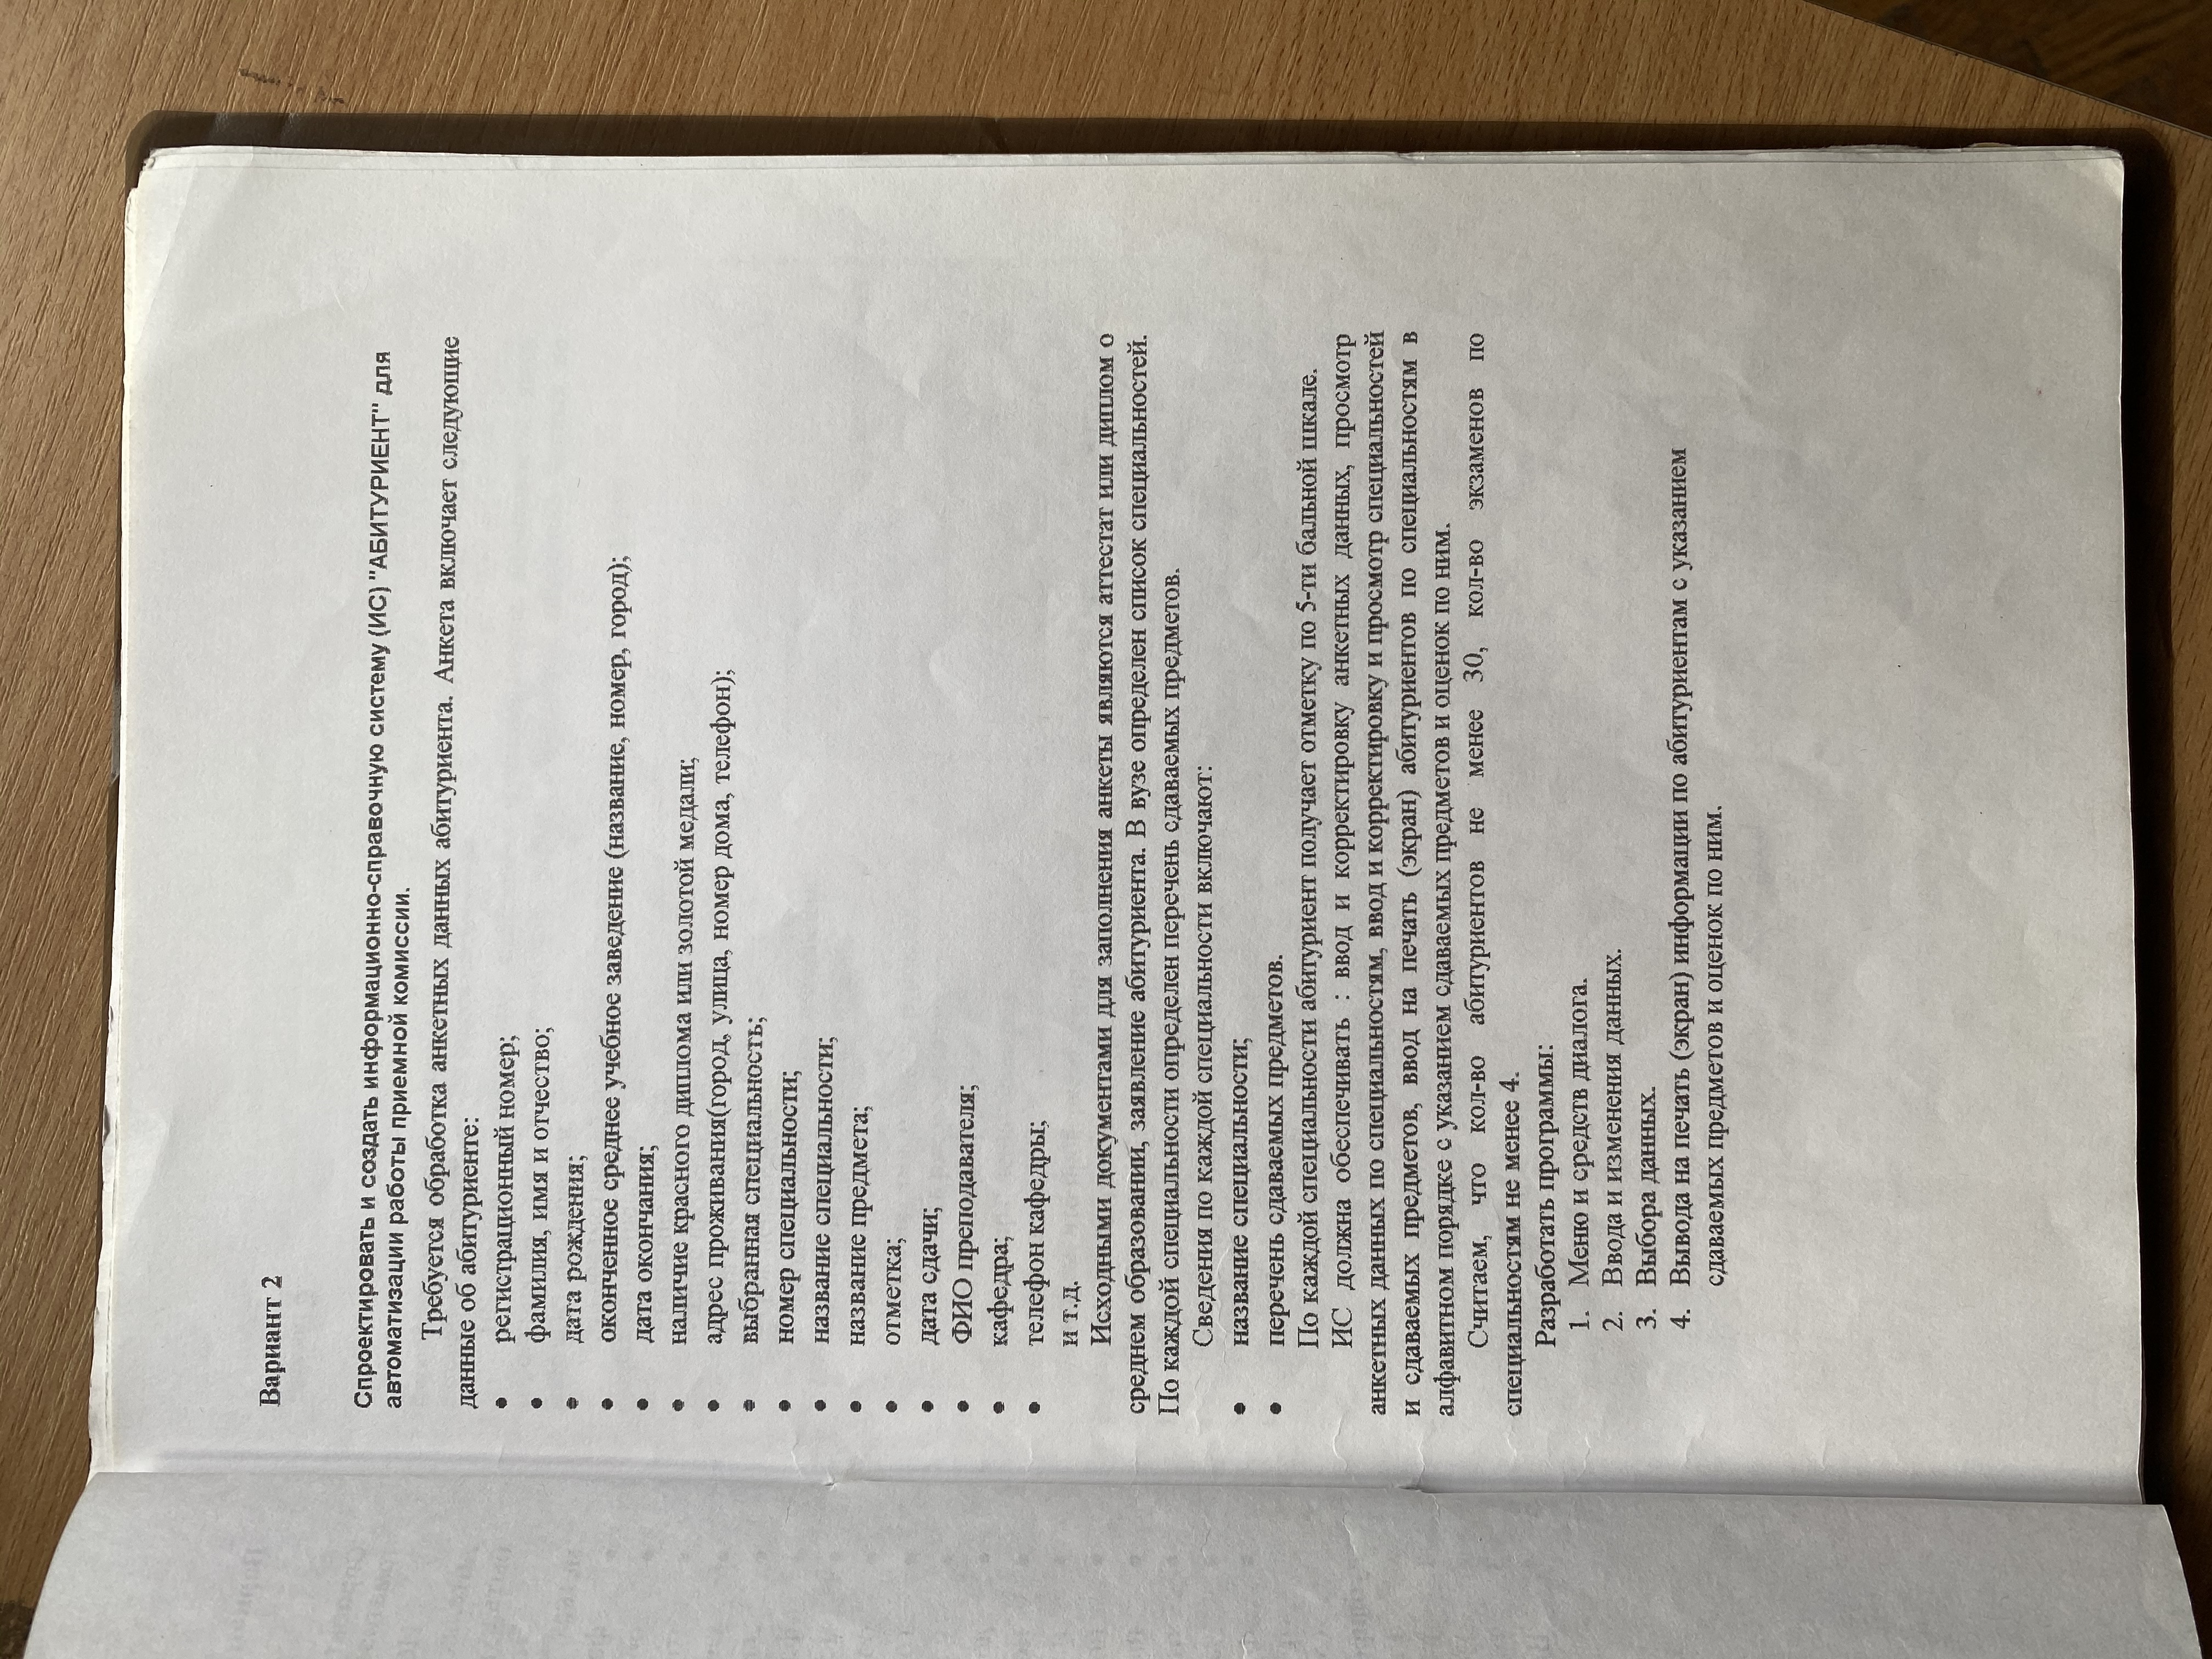 Вариант 2
Спроектировать и создать информационно-справочную систему (ИС) "АБИТУРИЕНТ" для
автоматизации работы приемной комиссии.
Требуется обработка анкетных данных абитуриента. Анкета включает следующие
данные об абитуриенте:
• регистрационный номер;
• фамилия, имя и отчество;
• дата рождения;
• оконченное среднее учебное заведение (название, номер, город);
• дата окончания;
• наличие красного диплома или золотой медали;
• адрес проживания(город, улица, номер дома, телефон);
• выбранная специальность;
• номер специальности;
• название специальности;
• название предмета;
• отметка;
• дата сдачи;
• ФИО преподавателя;
• кафедра;
• телефон кафедры;
и т.д.
Исходными документами для заполнения анкеты являются аттестат или диплом о
среднем образовании, заявление абитуриента. В вузе определен список специальностей.
По каждой специальности определен перечень сдаваемых предметов.
Сведения по каждой специальности включают:
• название специальности;
• перечень сдаваемых предметов.
По каждой специальности абитуриент получает отметку по 5-ти бальной шкале.
ИС должна обеспечивать : ввод и корректировку анкетных данных, просмотр
анкетных данных по специальностям, ввод и корректировку и просмотр специальностей
и сдаваемых предметов, ввод на печать (экран) абитуриентов по специальностям в
алфавитном порядке с указанием сдаваемых предметов и оценок по ним.
Считаем, что кол-во абитуриентов не менее 30, кол-во экзаменов по
специальностям не менее 4.
Разработать программы:
1. Меню и средств диалога.
2. Ввода и изменения данных.
3. Выбора данных.
4. Вывода на печать (экран) информации по абитуриентам с указанием
сдаваемых предметов и оценок по ним.